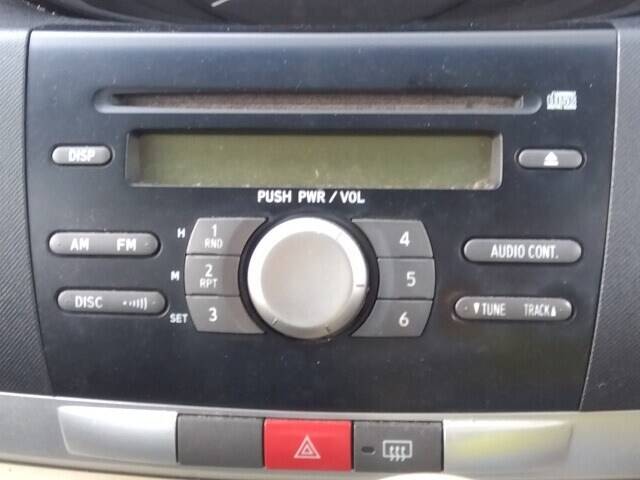 DISP
PUSH PWR / VOL
H 1 RND 4
AM FM
AUDIO CONT.
M 2 RPT 5
DISC
SET 3 6
▼TUNE TRACK▲